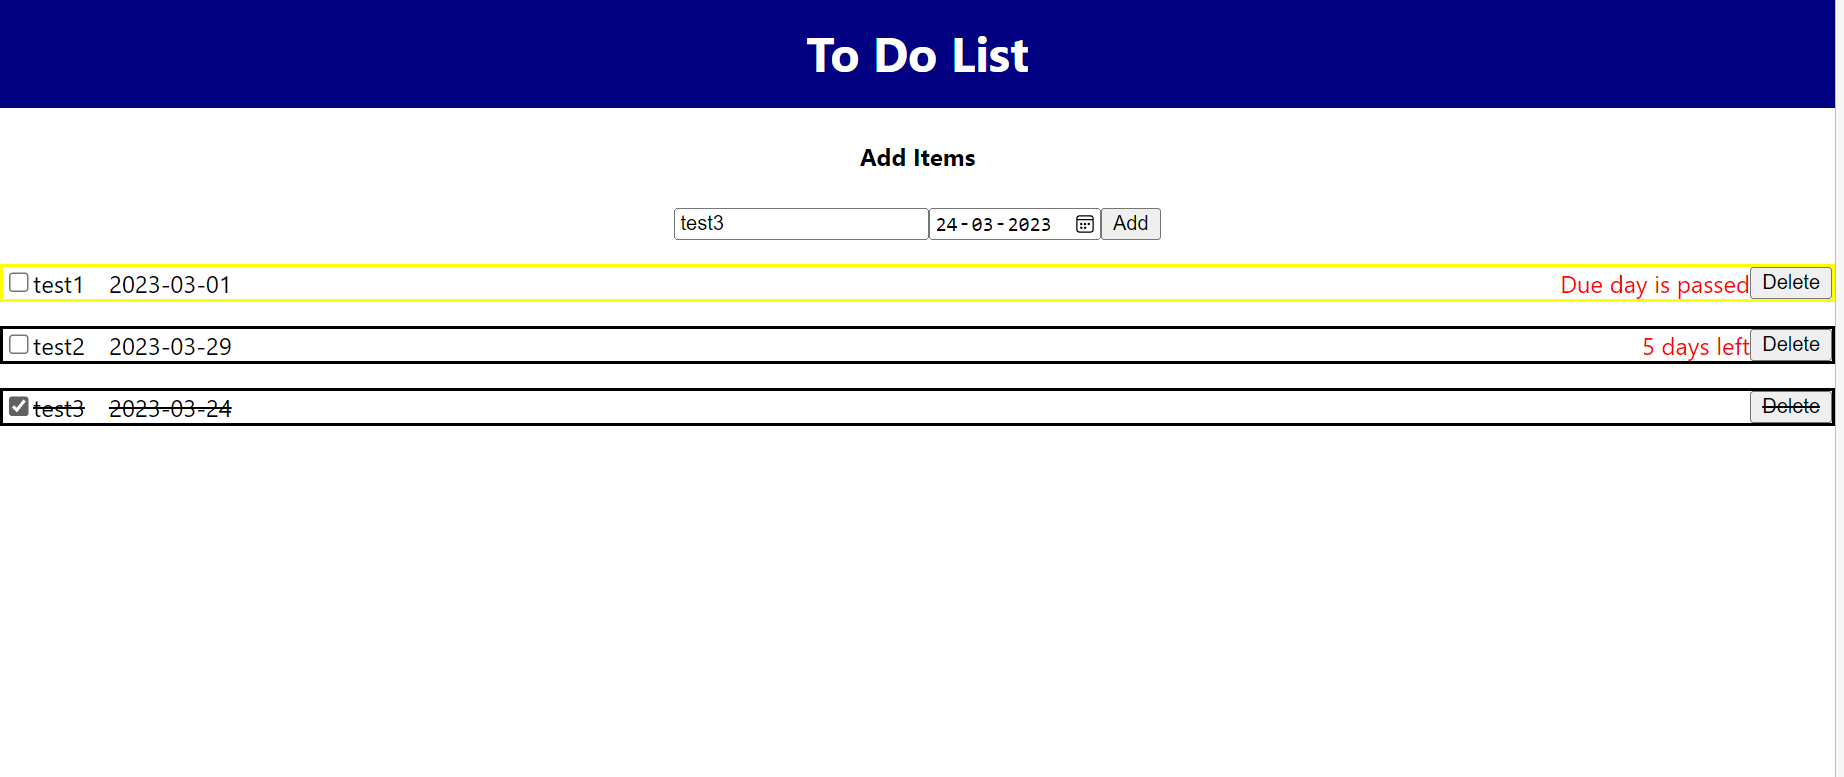 To Do List
Add Items
test3 24-03-2023 Add
test1 2023-03-01 Due day is passed Delete
test2 2023-03-29 5 days left Delete
test3 2023-03-24 Delete